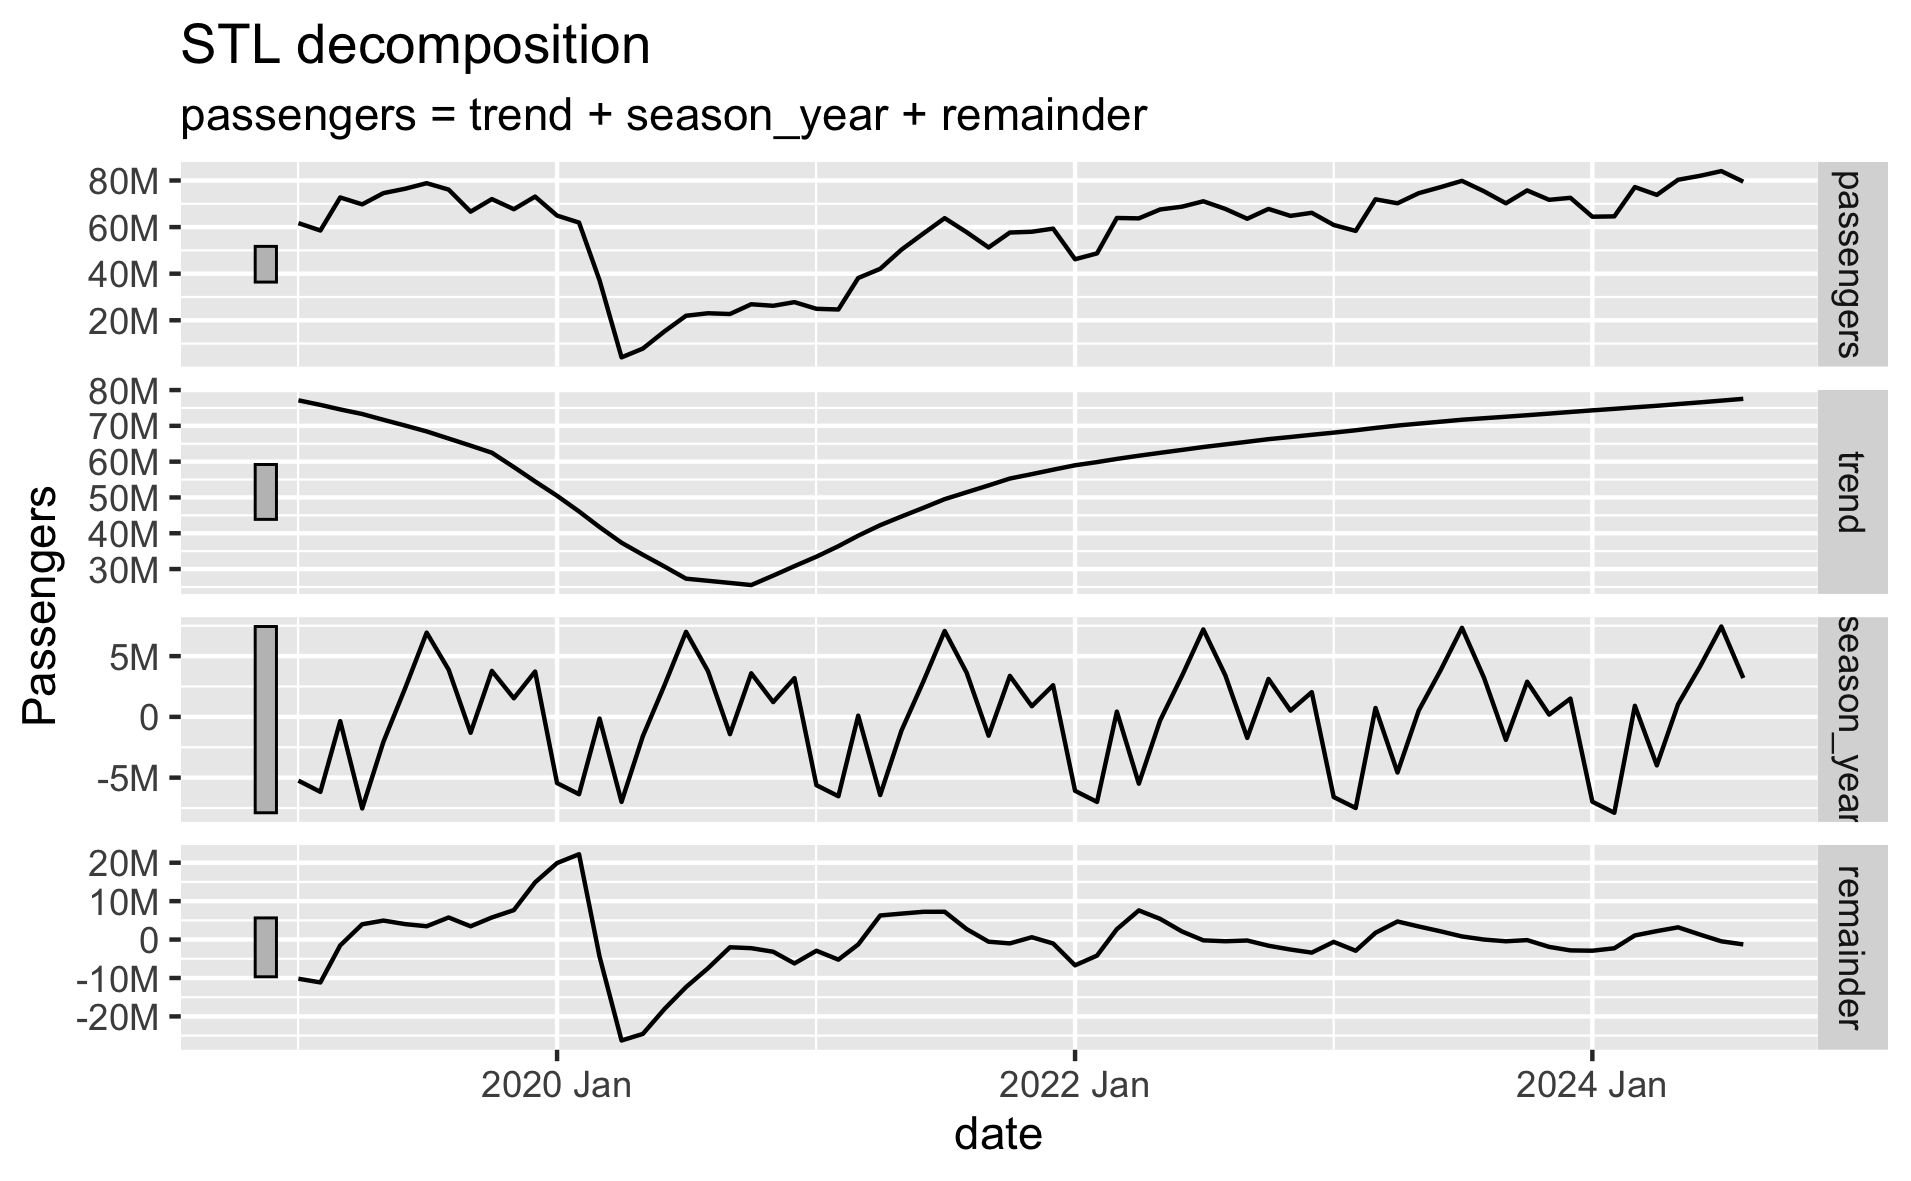 STL decomposition
passengers = trend + season_year + remainder
Passengers
80M
60M
40M
20M
passengers
80M
70M
60M
50M
40M
30M
trend
5M
0
-5M
season_year
20M
10M
0
-10M
-20M
remainder
2020 Jan
2022 Jan
2024 Jan
date